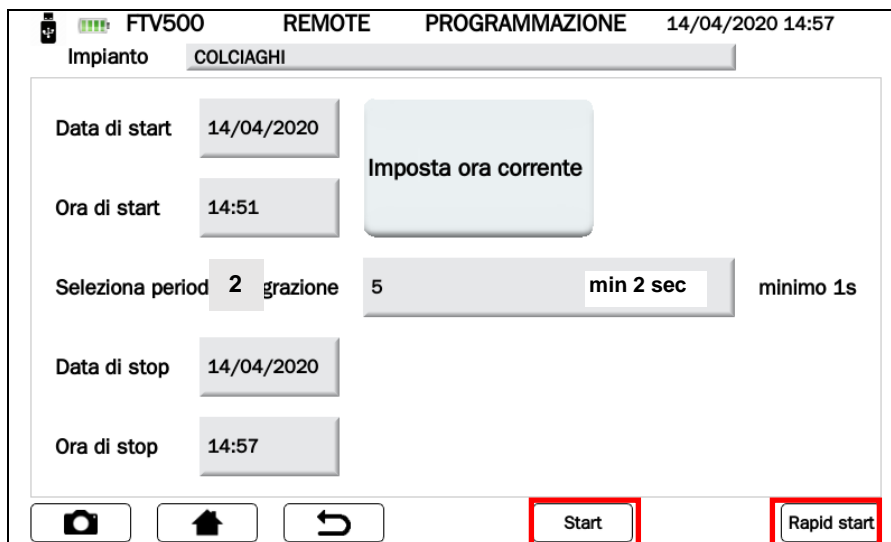 FTV500 REMOTE PROGRAMMAZIONE 14/04/2020 14:57
Impianto COLCIAGHI
Data di start 14/04/2020
Imposta ora corrente
Ora di start 14:51
Seleziona period 2 grazione 5 min 2 sec minimo 1s
Data di stop 14/04/2020
Ora di stop 14:57
Start Rapid start